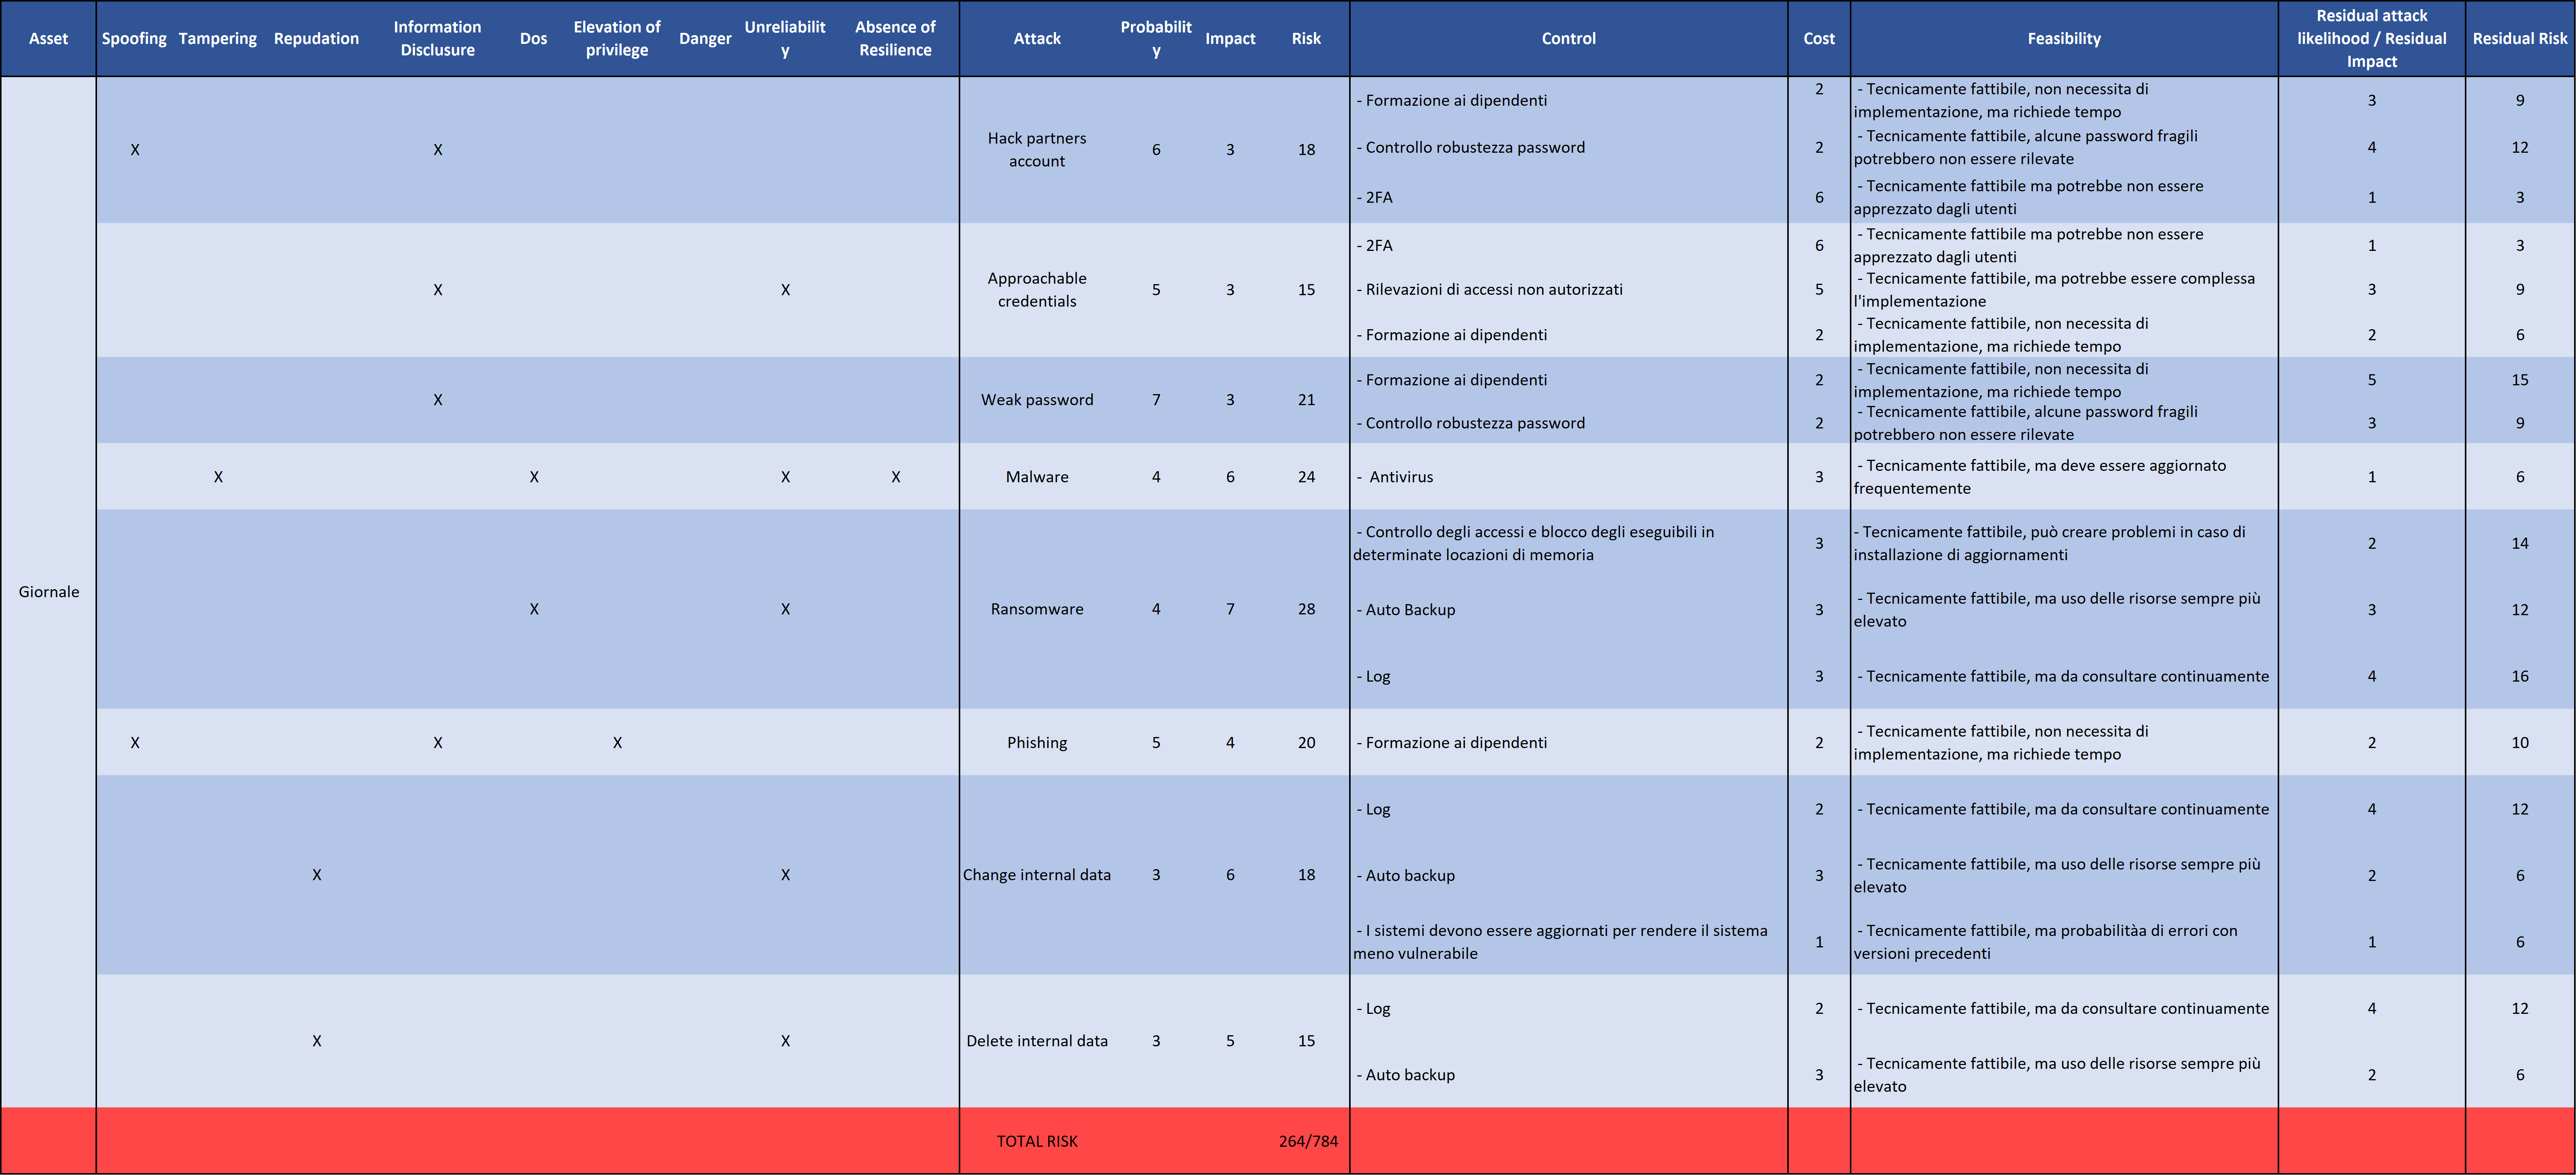 Asset Spoofing Tampering Repudation Information Disclusure Dos Elevation of privilege Danger Unreliability Absence of Resilience Attack Probability Impact Risk Control Cost Feasibility Residual attack likelihood / Residual Impact Residual Risk
Giornale
X X
Hack partners account
6 3 18
- Formazione ai dipendenti
2
- Tecnicamente fattibile, non necessita di
implementazione, ma richiede tempo
3 9
- Controllo robustezza password
2
- Tecnicamente fattibile, alcune password fragili
potrebbero non essere rilevate
4 12
- 2FA
6
- Tecnicamente fattibile ma potrebbe non essere
apprezzato dagli utenti
1 3
X X
Approachable credentials
5 3 15
- 2FA
6
- Tecnicamente fattibile ma potrebbe non essere
apprezzato dagli utenti
1 3
- Rilevazioni di accessi non autorizzati
5
- Tecnicamente fattibile, ma potrebbe essere complessa
l'implementazione
3 9
- Formazione ai dipendenti
2
- Tecnicamente fattibile, non necessita di
implementazione, ma richiede tempo
2 6
X
Weak password
7 3 21
- Formazione ai dipendenti
2
- Tecnicamente fattibile, non necessita di
implementazione, ma richiede tempo
5 15
- Controllo robustezza password
2
- Tecnicamente fattibile, alcune password fragili
potrebbero non essere rilevate
3 9
X X X X
Malware
4 6 24
- Antivirus
3
- Tecnicamente fattibile, ma deve essere aggiornato
frequentemente
1 6
X X
Ransomware
4 7 28
- Controllo degli accessi e blocco degli eseguibili in
determinate locazioni di memoria
3
- Tecnicamente fattibile, può creare problemi in caso di
installazione di aggiornamenti
2 14
- Auto Backup
3
- Tecnicamente fattibile, ma uso delle risorse sempre più
elevato
3 12
- Log
3
- Tecnicamente fattibile, ma da consultare continuamente
4 16
X X X
Phishing
5 4 20
- Formazione ai dipendenti
2
- Tecnicamente fattibile, non necessita di
implementazione, ma richiede tempo
2 10
X X
Change internal data
3 6 18
- Log
2
- Tecnicamente fattibile, ma da consultare continuamente
4 12
- Auto backup
3
- Tecnicamente fattibile, ma uso delle risorse sempre più
elevato
2 6
- I sistemi devono essere aggiornati per rendere il sistema
meno vulnerabile
1
- Tecnicamente fattibile, ma probabilitàa di errori con
versioni precedenti
1 6
X X
Delete internal data
3 5 15
- Log
2
- Tecnicamente fattibile, ma da consultare continuamente
4 12
- Auto backup
3
- Tecnicamente fattibile, ma uso delle risorse sempre più
elevato
2 6
TOTAL RISK 264/784